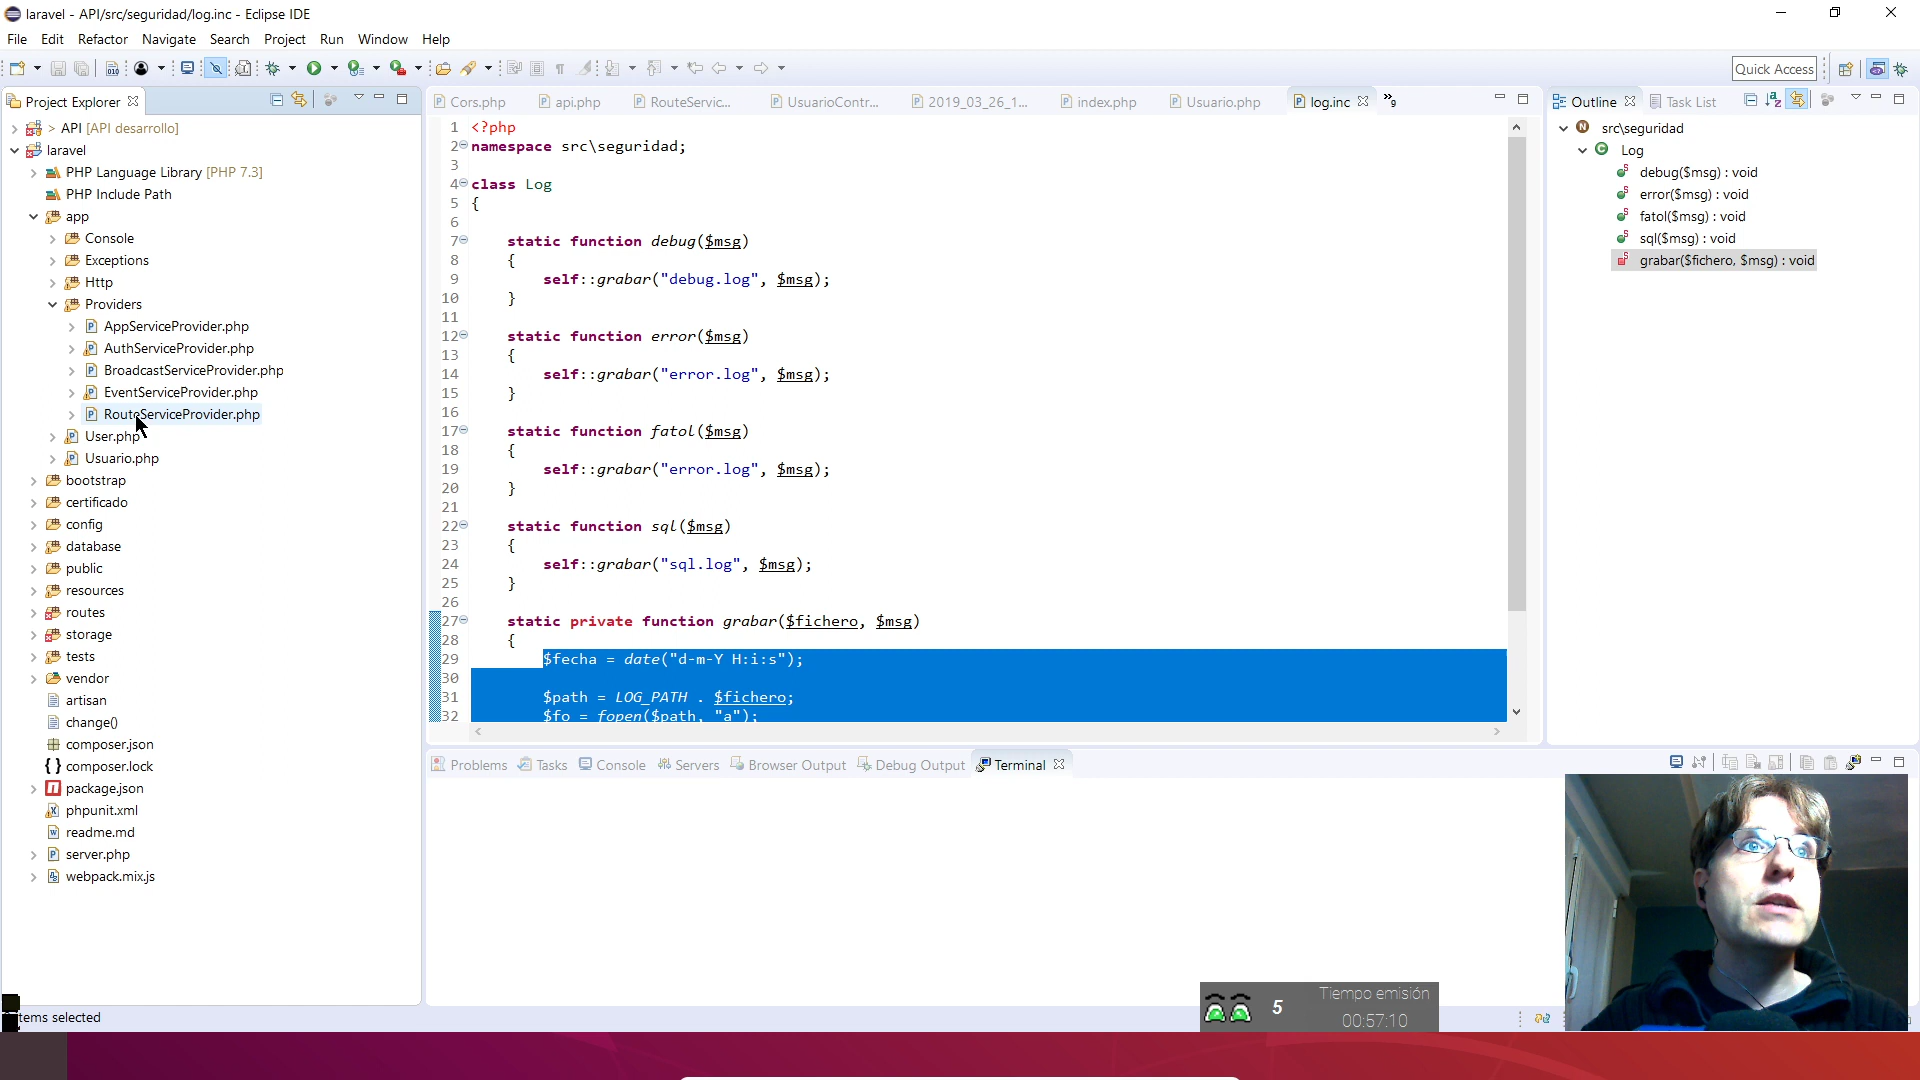 laravel - API/src/seguridad/log.inc - Eclipse IDE
File Edit Refactor Navigate Search Project Run Window Help
Quick Access
Project Explorer
> API [API desarrollo]
laravel
PHP Language Library [PHP 7.3]
PHP Include Path
app
Console
Exceptions
Http
Providers
AppServiceProvider.php
AuthServiceProvider.php
BroadcastServiceProvider.php
EventServiceProvider.php
RouteServiceProvider.php
User.php
Usuario.php
bootstrap
certificado
config
database
public
resources
routes
storage
tests
vendor
artisan
change()
composer.json
composer.lock
package.json
phpunit.xml
readme.md
server.php
webpack.mix.js
Cors.php api.php RouteServic... UsuarioContr... 2019_03_26_1... index.php Usuario.php log.inc »9
1 <?php
2 namespace src\seguridad;
3
4 class Log
5 {
6
7 static function debug($msg)
8 {
9 self::grabar("debug.log", $msg);
10 }
11
12 static function error($msg)
13 {
14 self::grabar("error.log", $msg);
15 }
16
17 static function fatol($msg)
18 {
19 self::grabar("error.log", $msg);
20 }
21
22 static function sql($msg)
23 {
24 self::grabar("sql.log", $msg);
25 }
26
27 static private function grabar($fichero, $msg)
28 {
29 $fecha = date("d-m-Y H:i:s");
30
31 $path = LOG_PATH . $fichero;
32 $fo = fopen($path, "a");
Outline Task List
src\seguridad
Log
debug($msg) : void
error($msg) : void
fatol($msg) : void
sql($msg) : void
grabar($fichero, $msg) : void
Problems Tasks Console Servers Browser Output Debug Output Terminal
5
Tiempo emisión
00:57:10
tems selected